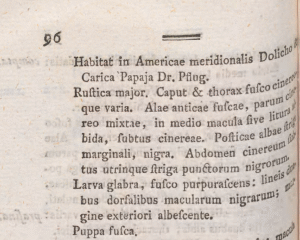 96
Habitat in Americae meridionalis Dolicho
Carica Papaja Dr. Pflug.
Ruſtica major. Caput & thorax fuſco cinereo
que varia. Alae anticae fuſcae, parum
reo mixtae, in medio macula ſive litura
bida, ſubtus cinereae. Poſticae albae ſtrig
marginali, nigra. Abdomen cinereum
tus utrinque ſtriga punctorum nigrorum.
Larva glabra, fuſco purpuraſcens: lineis
bus dorſalibus macularum nigrarum;
gine exteriori albeſcente.
Puppa fuſca.